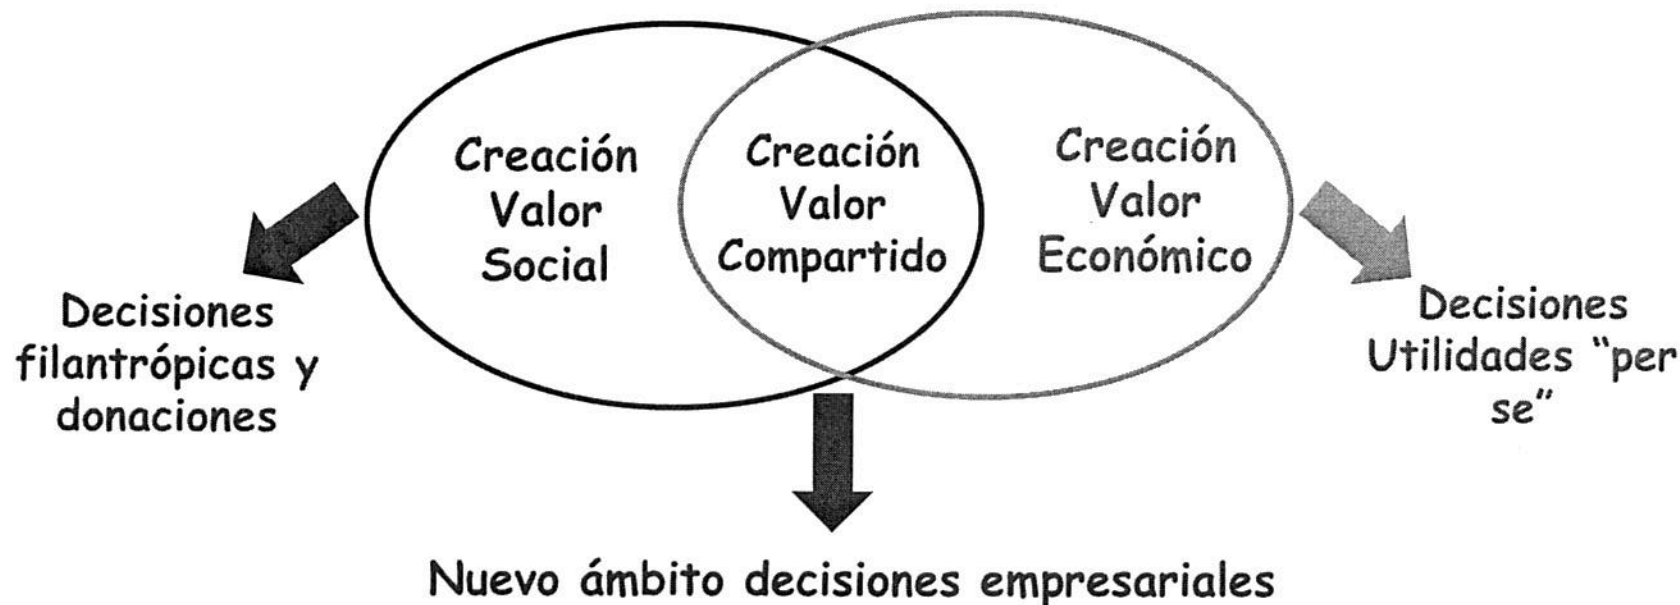 Creación
Valor
Social
Creación
Valor
Compartido
Creación
Valor
Económico
Decisiones
filantrópicas y
donaciones
Decisiones
Utilidades “per
se”
Nuevo ámbito decisiones empresariales